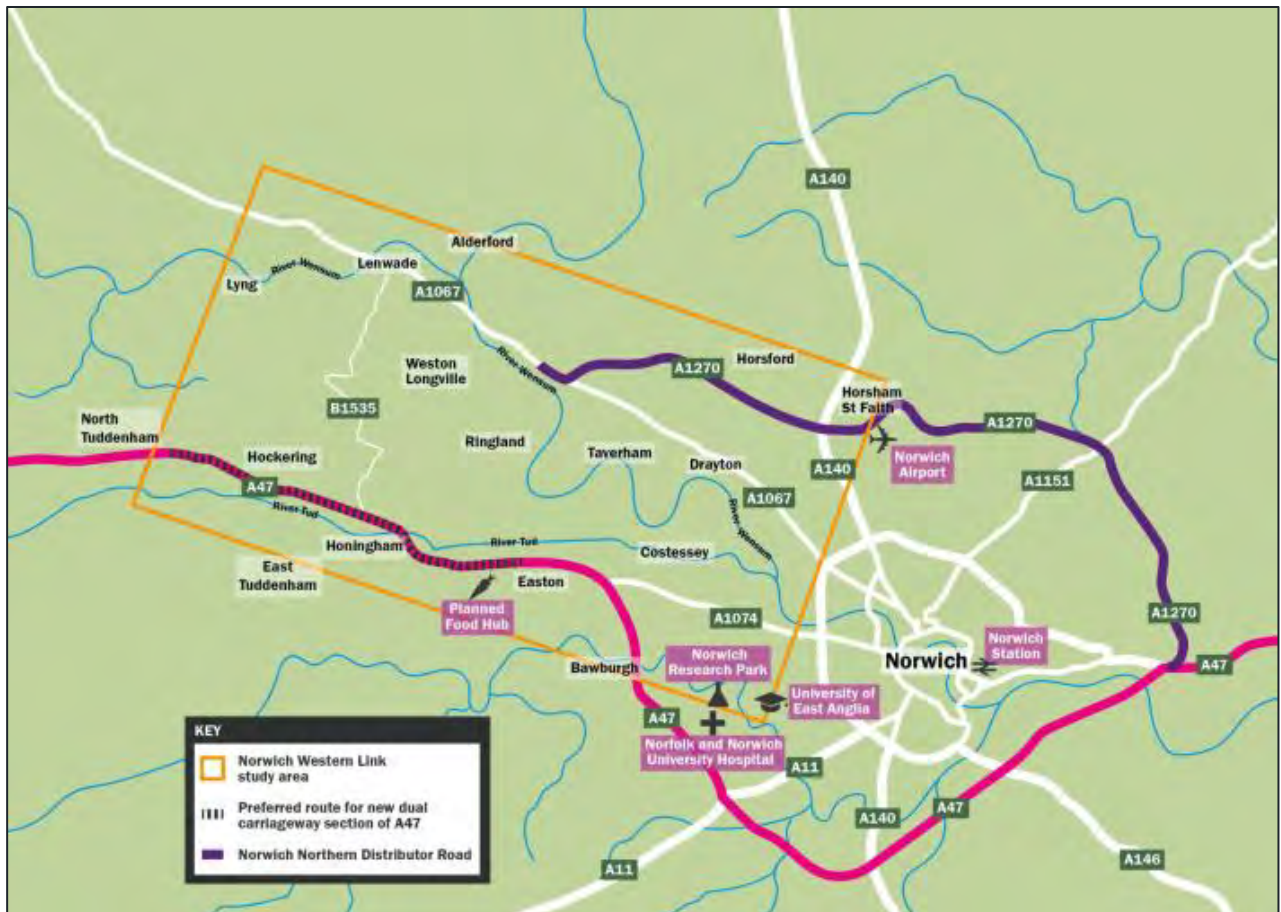 A140
Alderford
Lenwade
River Wensum
Lyng
A1067
Horsford
Weston
Longville
River Wensum
A1270
Horsham
St Faith
B1535
A1270
North
Tuddenham
Ringland
Norwich
Airport
Hockering
Taverham
Drayton
A140
A1151
A47
A1067
River Tud
River Wensum
Honingham
River Tud
Costessey
East
Tuddenham
Easton
Planned
Food Hub
A1074
A1270
Norwich
Research Park
Norwich
Norwich
Station
A47
Bawburgh
University of
East Anglia
A47
Norfolk and Norwich
University Hospital
A11
A140
A47
A146
A11
KEY
Norwich Western Link
study area
Preferred route for new dual
carriageway section of A47
Norwich Northern Distributor Road